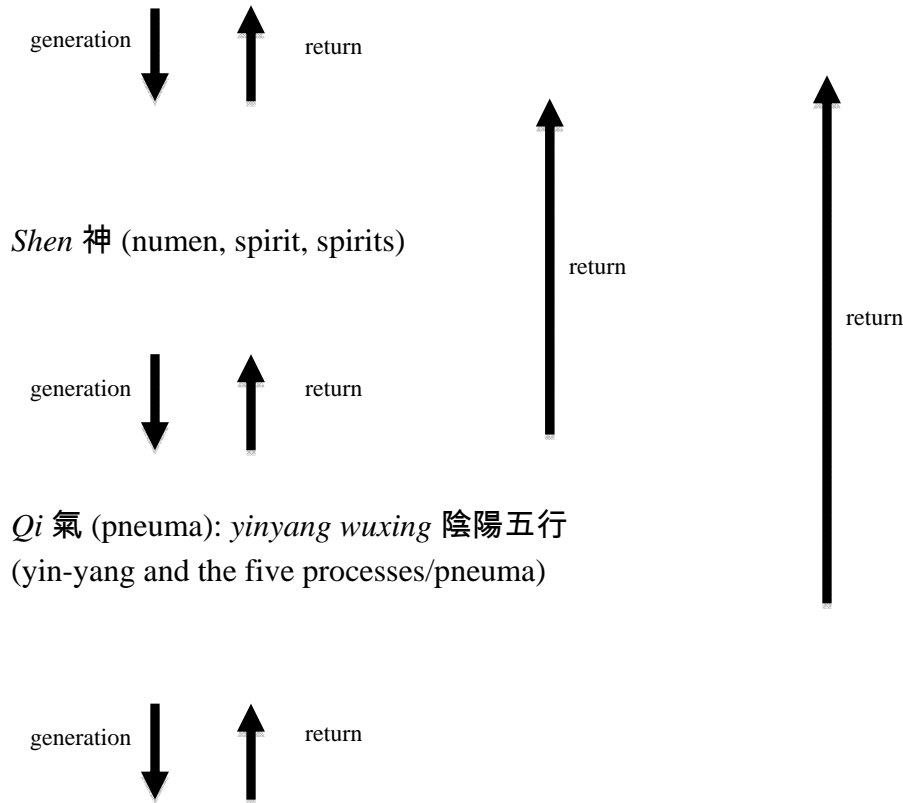 generation
return
Shen 神 (numen, spirit, spirits)
return
return
generation
return
Qi 氣 (pneuma): yinyang wuxing 陰陽五行
(yin-yang and the five processes/pneuma)
generation
return